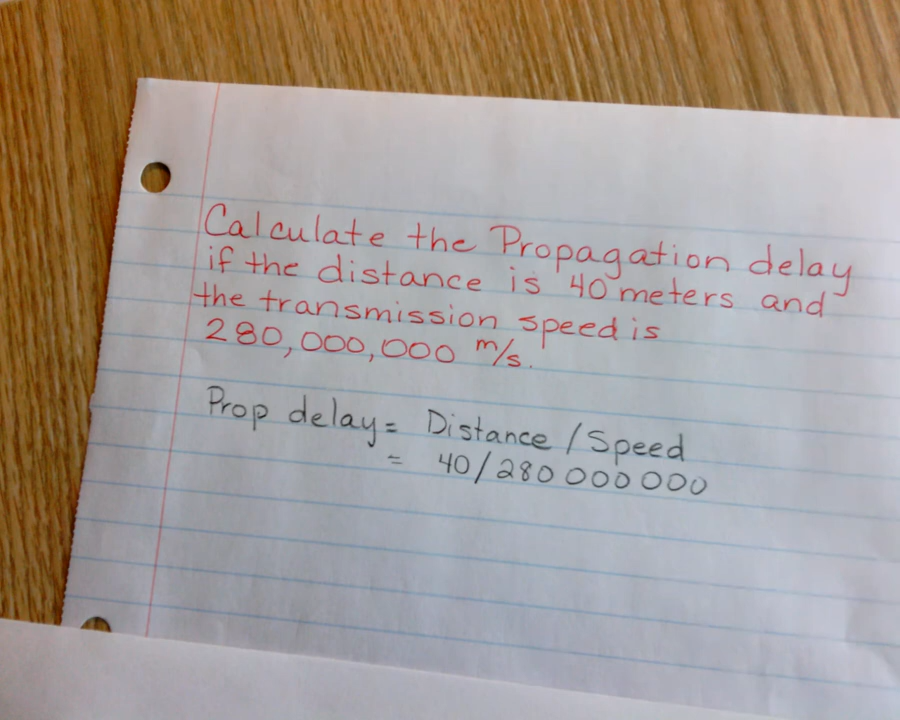 Calculate the Propagation delay
if the distance is 40 meters and
the transmission speed is
280,000,000 m/s.
Prop delay = Distance / Speed
= 40/280 000 000